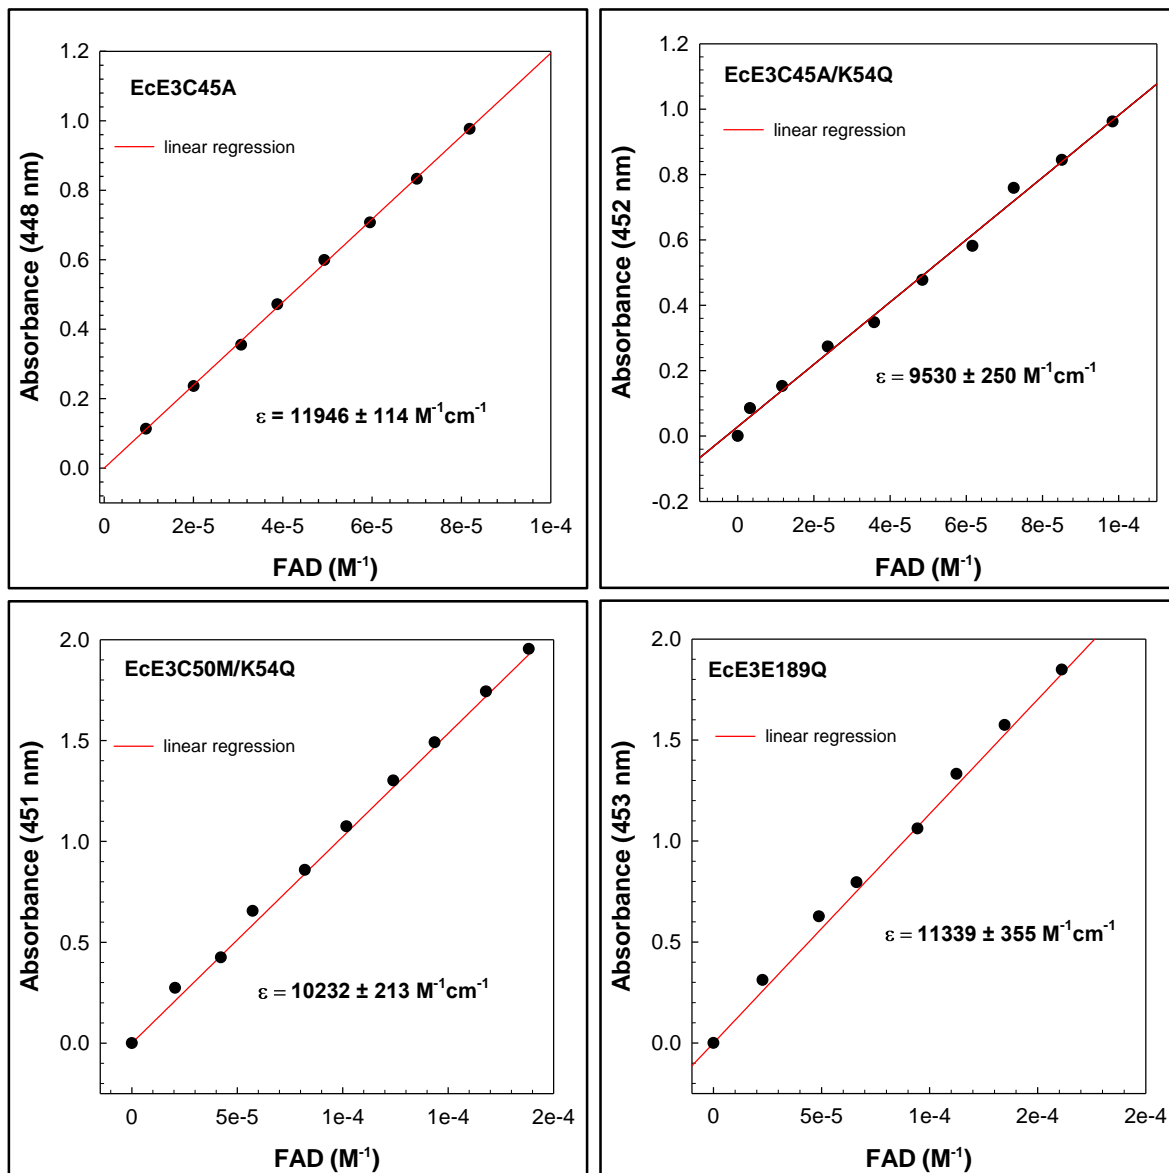 EcE3C45A
linear regression
ε = 11946 ± 114 M⁻¹cm⁻¹
Absorbance (448 nm)
1.2
1.0
0.8
0.6
0.4
0.2
0.0
0 2e-5 4e-5 6e-5 8e-5 1e-4
FAD (M⁻¹)
EcE3C45A/K54Q
linear regression
ε = 9530 ± 250 M⁻¹cm⁻¹
Absorbance (452 nm)
1.2
1.0
0.8
0.6
0.4
0.2
0.0
-0.2
0 2e-5 4e-5 6e-5 8e-5 1e-4
FAD (M⁻¹)
EcE3C50M/K54Q
linear regression
ε = 10232 ± 213 M⁻¹cm⁻¹
Absorbance (451 nm)
2.0
1.5
1.0
0.5
0.0
0 5e-5 1e-4 1e-4 2e-4
FAD (M⁻¹)
EcE3E189Q
linear regression
ε = 11339 ± 355 M⁻¹cm⁻¹
Absorbance (453 nm)
2.0
1.5
1.0
0.5
0.0
0 5e-5 1e-4 2e-4 2e-4
FAD (M⁻¹)